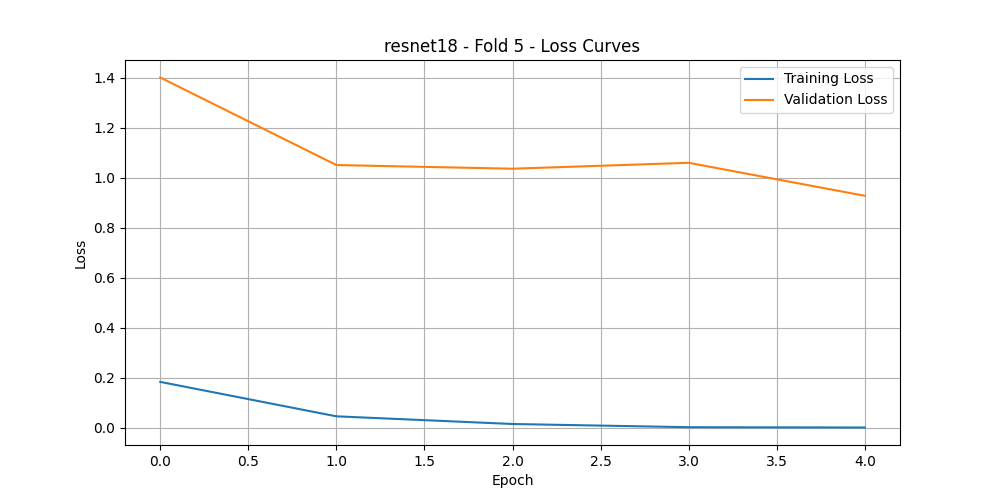 resnet18 - Fold 5 - Loss Curves
Training Loss
Validation Loss
1.4
1.2
1.0
0.8
0.6
0.4
0.2
0.0
Loss
0.0 0.5 1.0 1.5 2.0 2.5 3.0 3.5 4.0
Epoch